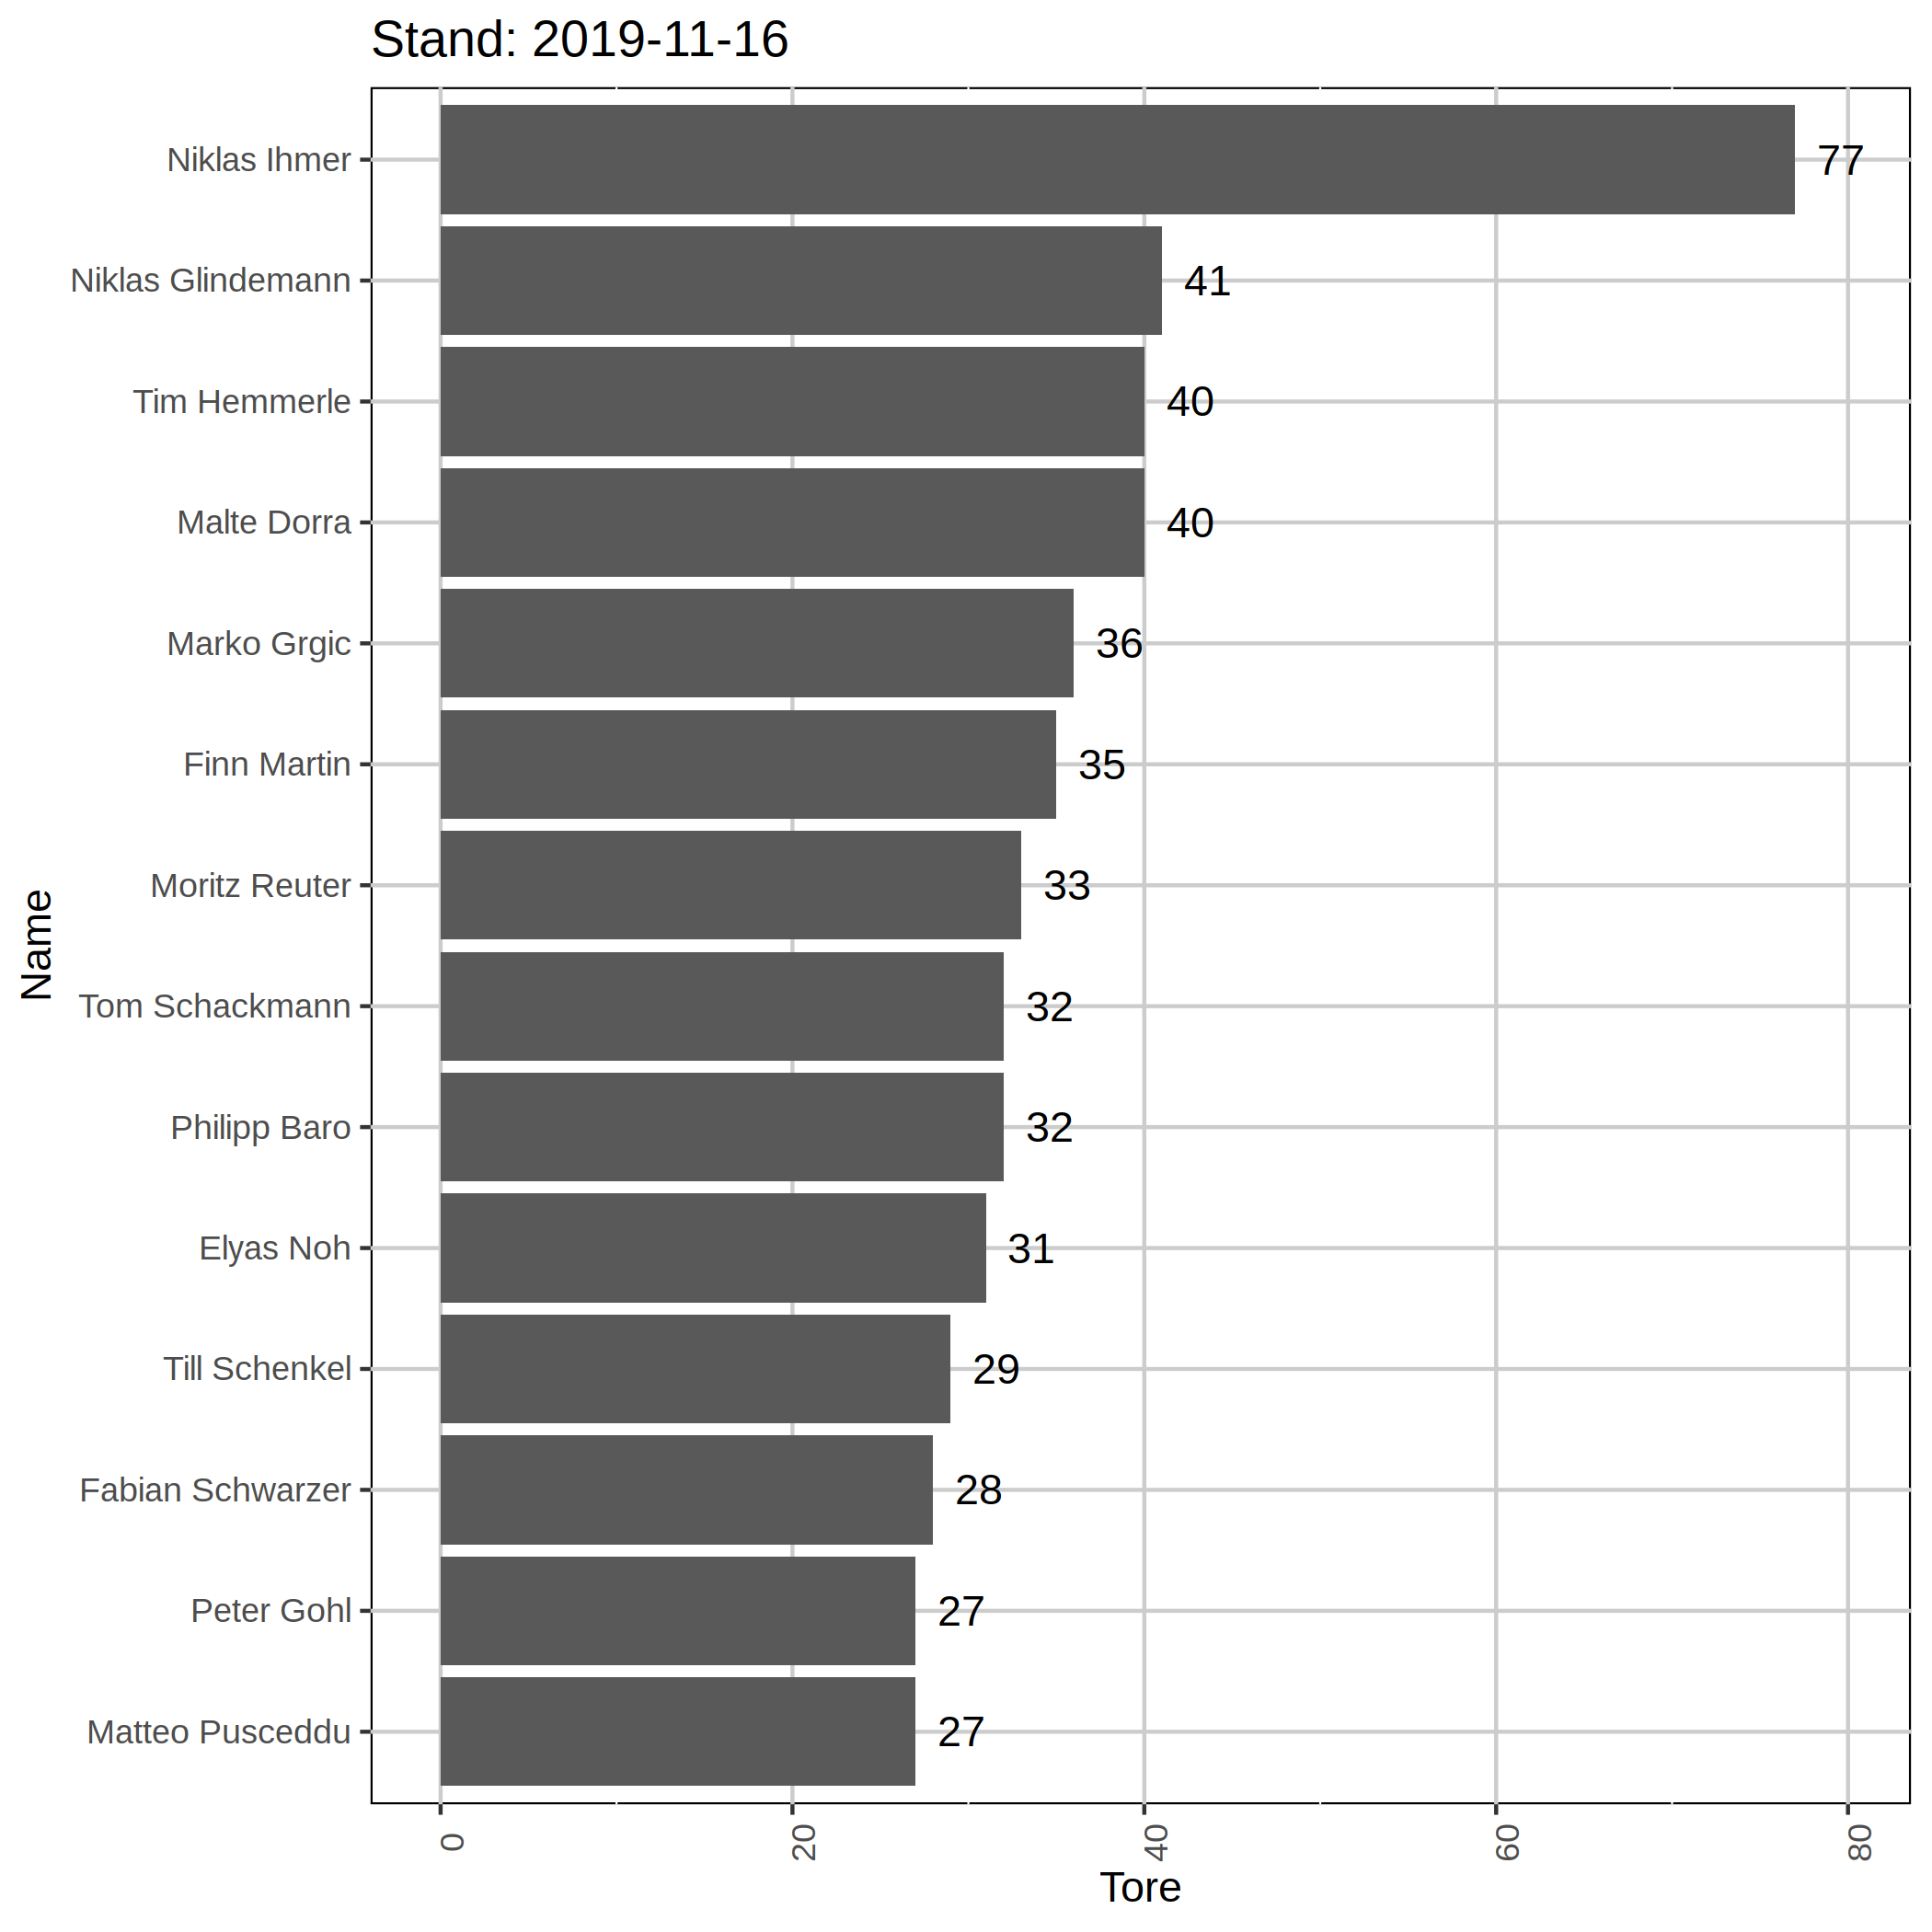 Stand: 2019-11-16
Niklas Ihmer 77
Niklas Glindemann 41
Tim Hemmerle 40
Malte Dorra 40
Marko Grgic 36
Finn Martin 35
Moritz Reuter 33
Tom Schackmann 32
Philipp Baro 32
Elyas Noh 31
Till Schenkel 29
Fabian Schwarzer 28
Peter Gohl 27
Matteo Pusceddu 27
Name
0 20 40 60 80
Tore